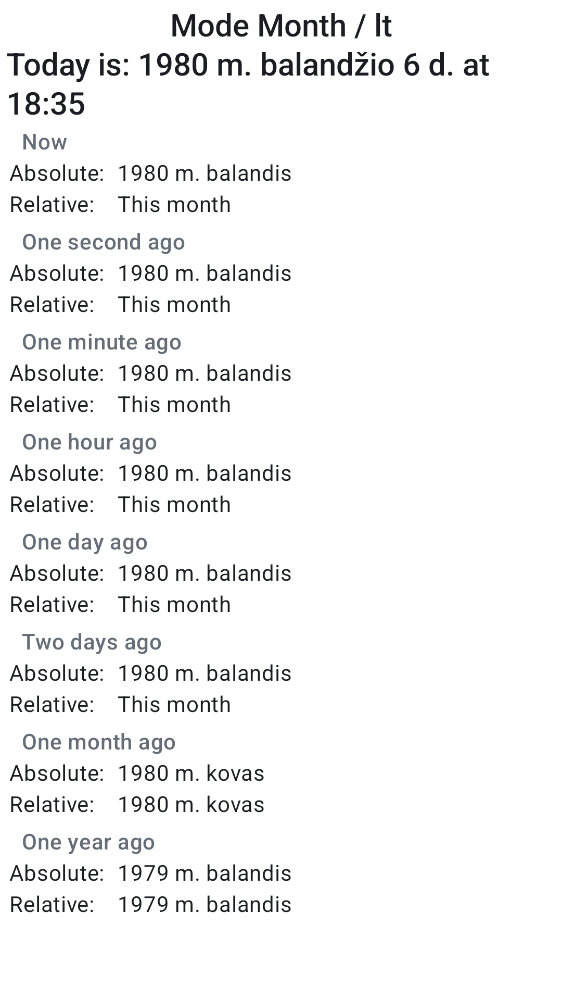 Mode Month / lt
Today is: 1980 m. balandžio 6 d. at
18:35
Now
Absolute: 1980 m. balandis
Relative: This month
One second ago
Absolute: 1980 m. balandis
Relative: This month
One minute ago
Absolute: 1980 m. balandis
Relative: This month
One hour ago
Absolute: 1980 m. balandis
Relative: This month
One day ago
Absolute: 1980 m. balandis
Relative: This month
Two days ago
Absolute: 1980 m. balandis
Relative: This month
One month ago
Absolute: 1980 m. kovas
Relative: 1980 m. kovas
One year ago
Absolute: 1979 m. balandis
Relative: 1979 m. balandis